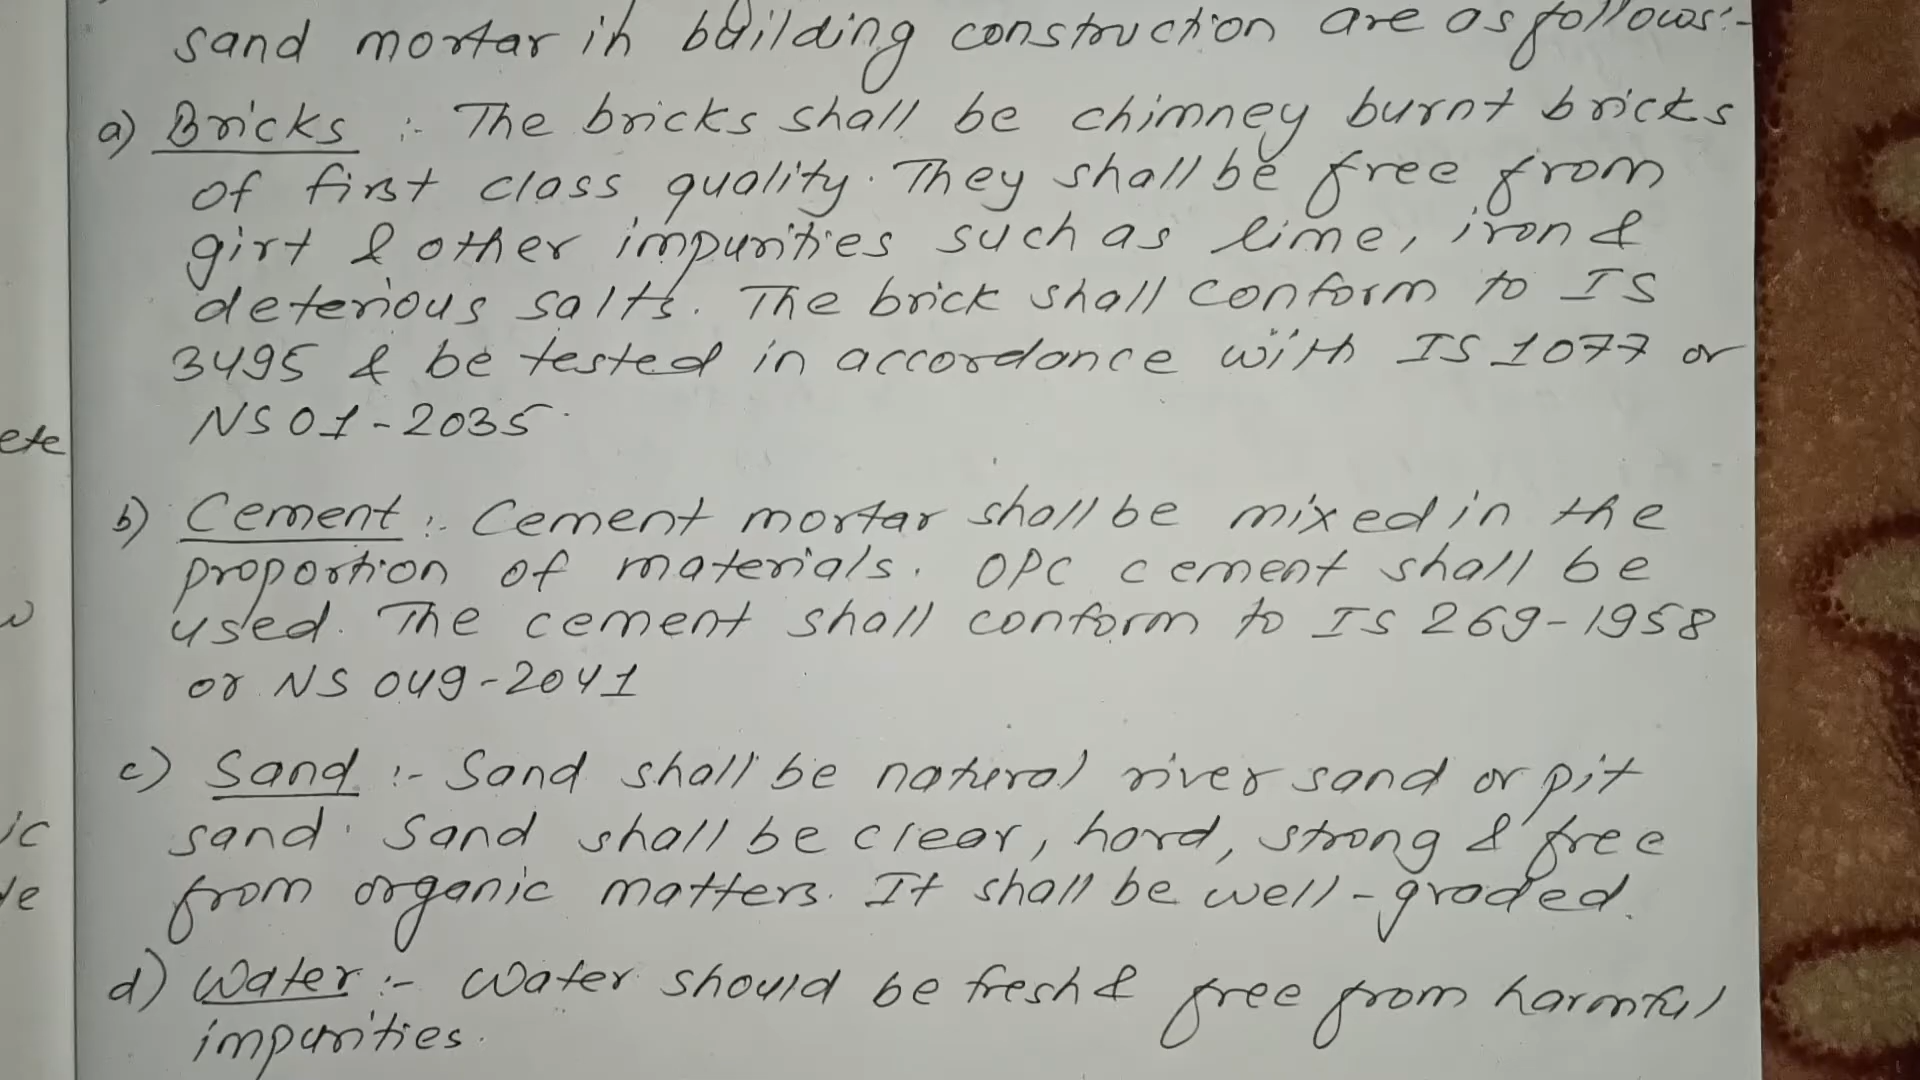 sand mortar in building construction are as follows:-
a) Bricks :- The bricks shall be chimney burnt bricks
of first class quality. They shall be free from
girt & other impurities such as lime, iron &
deterious salts. The brick shall conform to IS
3495 & be tested in accordance with IS 1077 or
NS 01-2035.
ete
b) Cement :- Cement mortar shall be mixed in the
proportion of materials. OPC cement shall be
used. The cement shall conform to IS 269-1958
or NS 049-2041
c) Sand :- Sand shall be natural river sand or pit
sand. Sand shall be clear, hard, strong & free
ic
from organic matters. It shall be well-graded.
d) Water :- Water should be fresh & free from harmful
impurities.